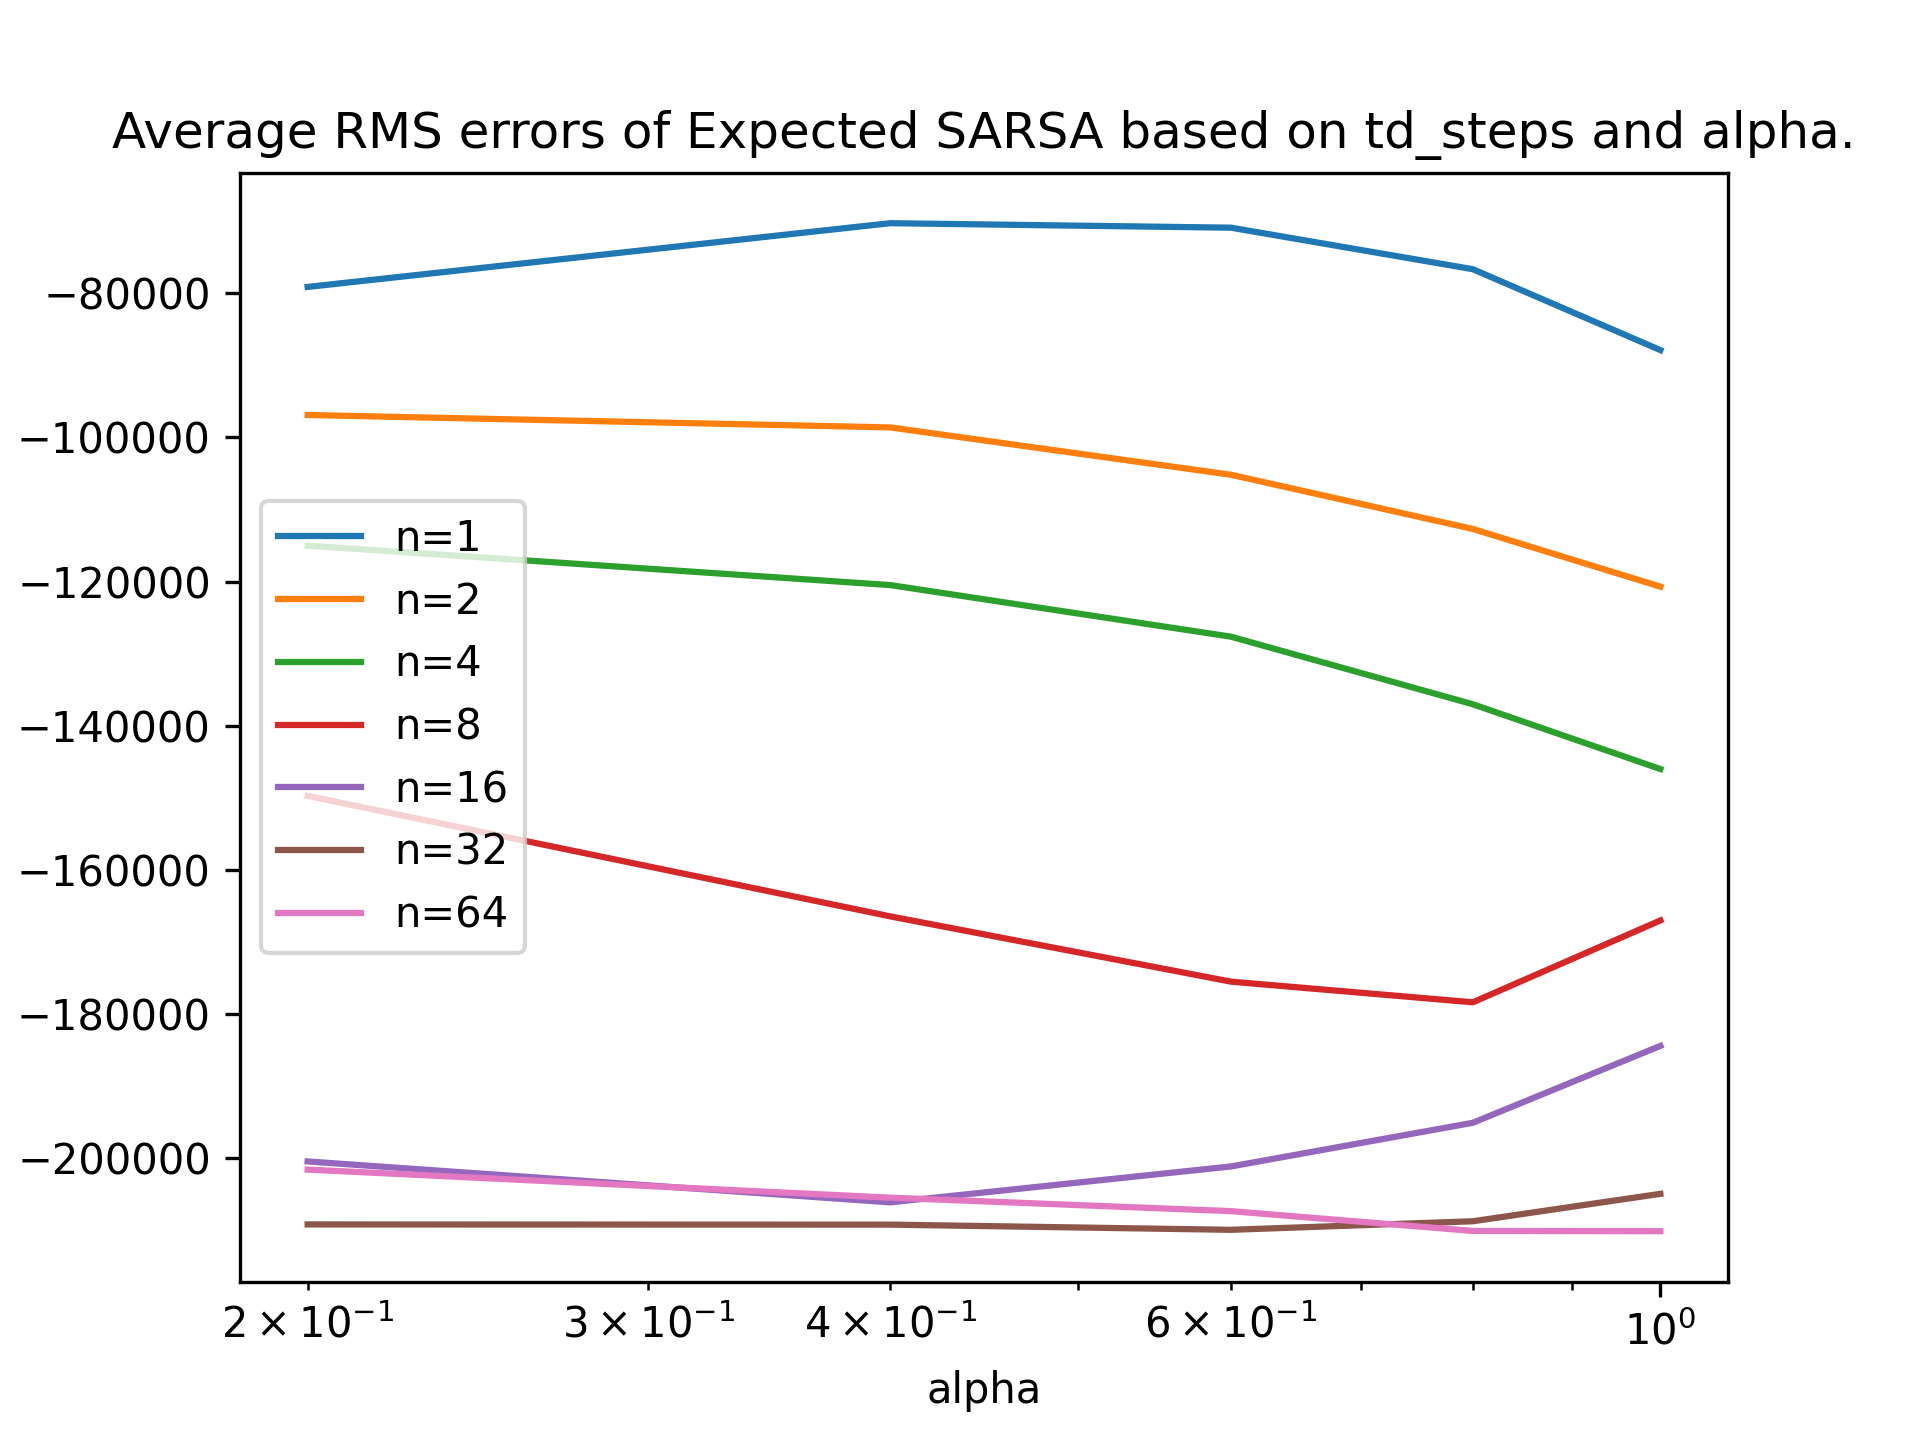 Average RMS errors of Expected SARSA based on td_steps and alpha.
−80000
−100000
−120000
−140000
−160000
−180000
−200000
n=1
n=2
n=4
n=8
n=16
n=32
n=64
2 × 10⁻¹ 3 × 10⁻¹ 4 × 10⁻¹ 6 × 10⁻¹ 10⁰
alpha